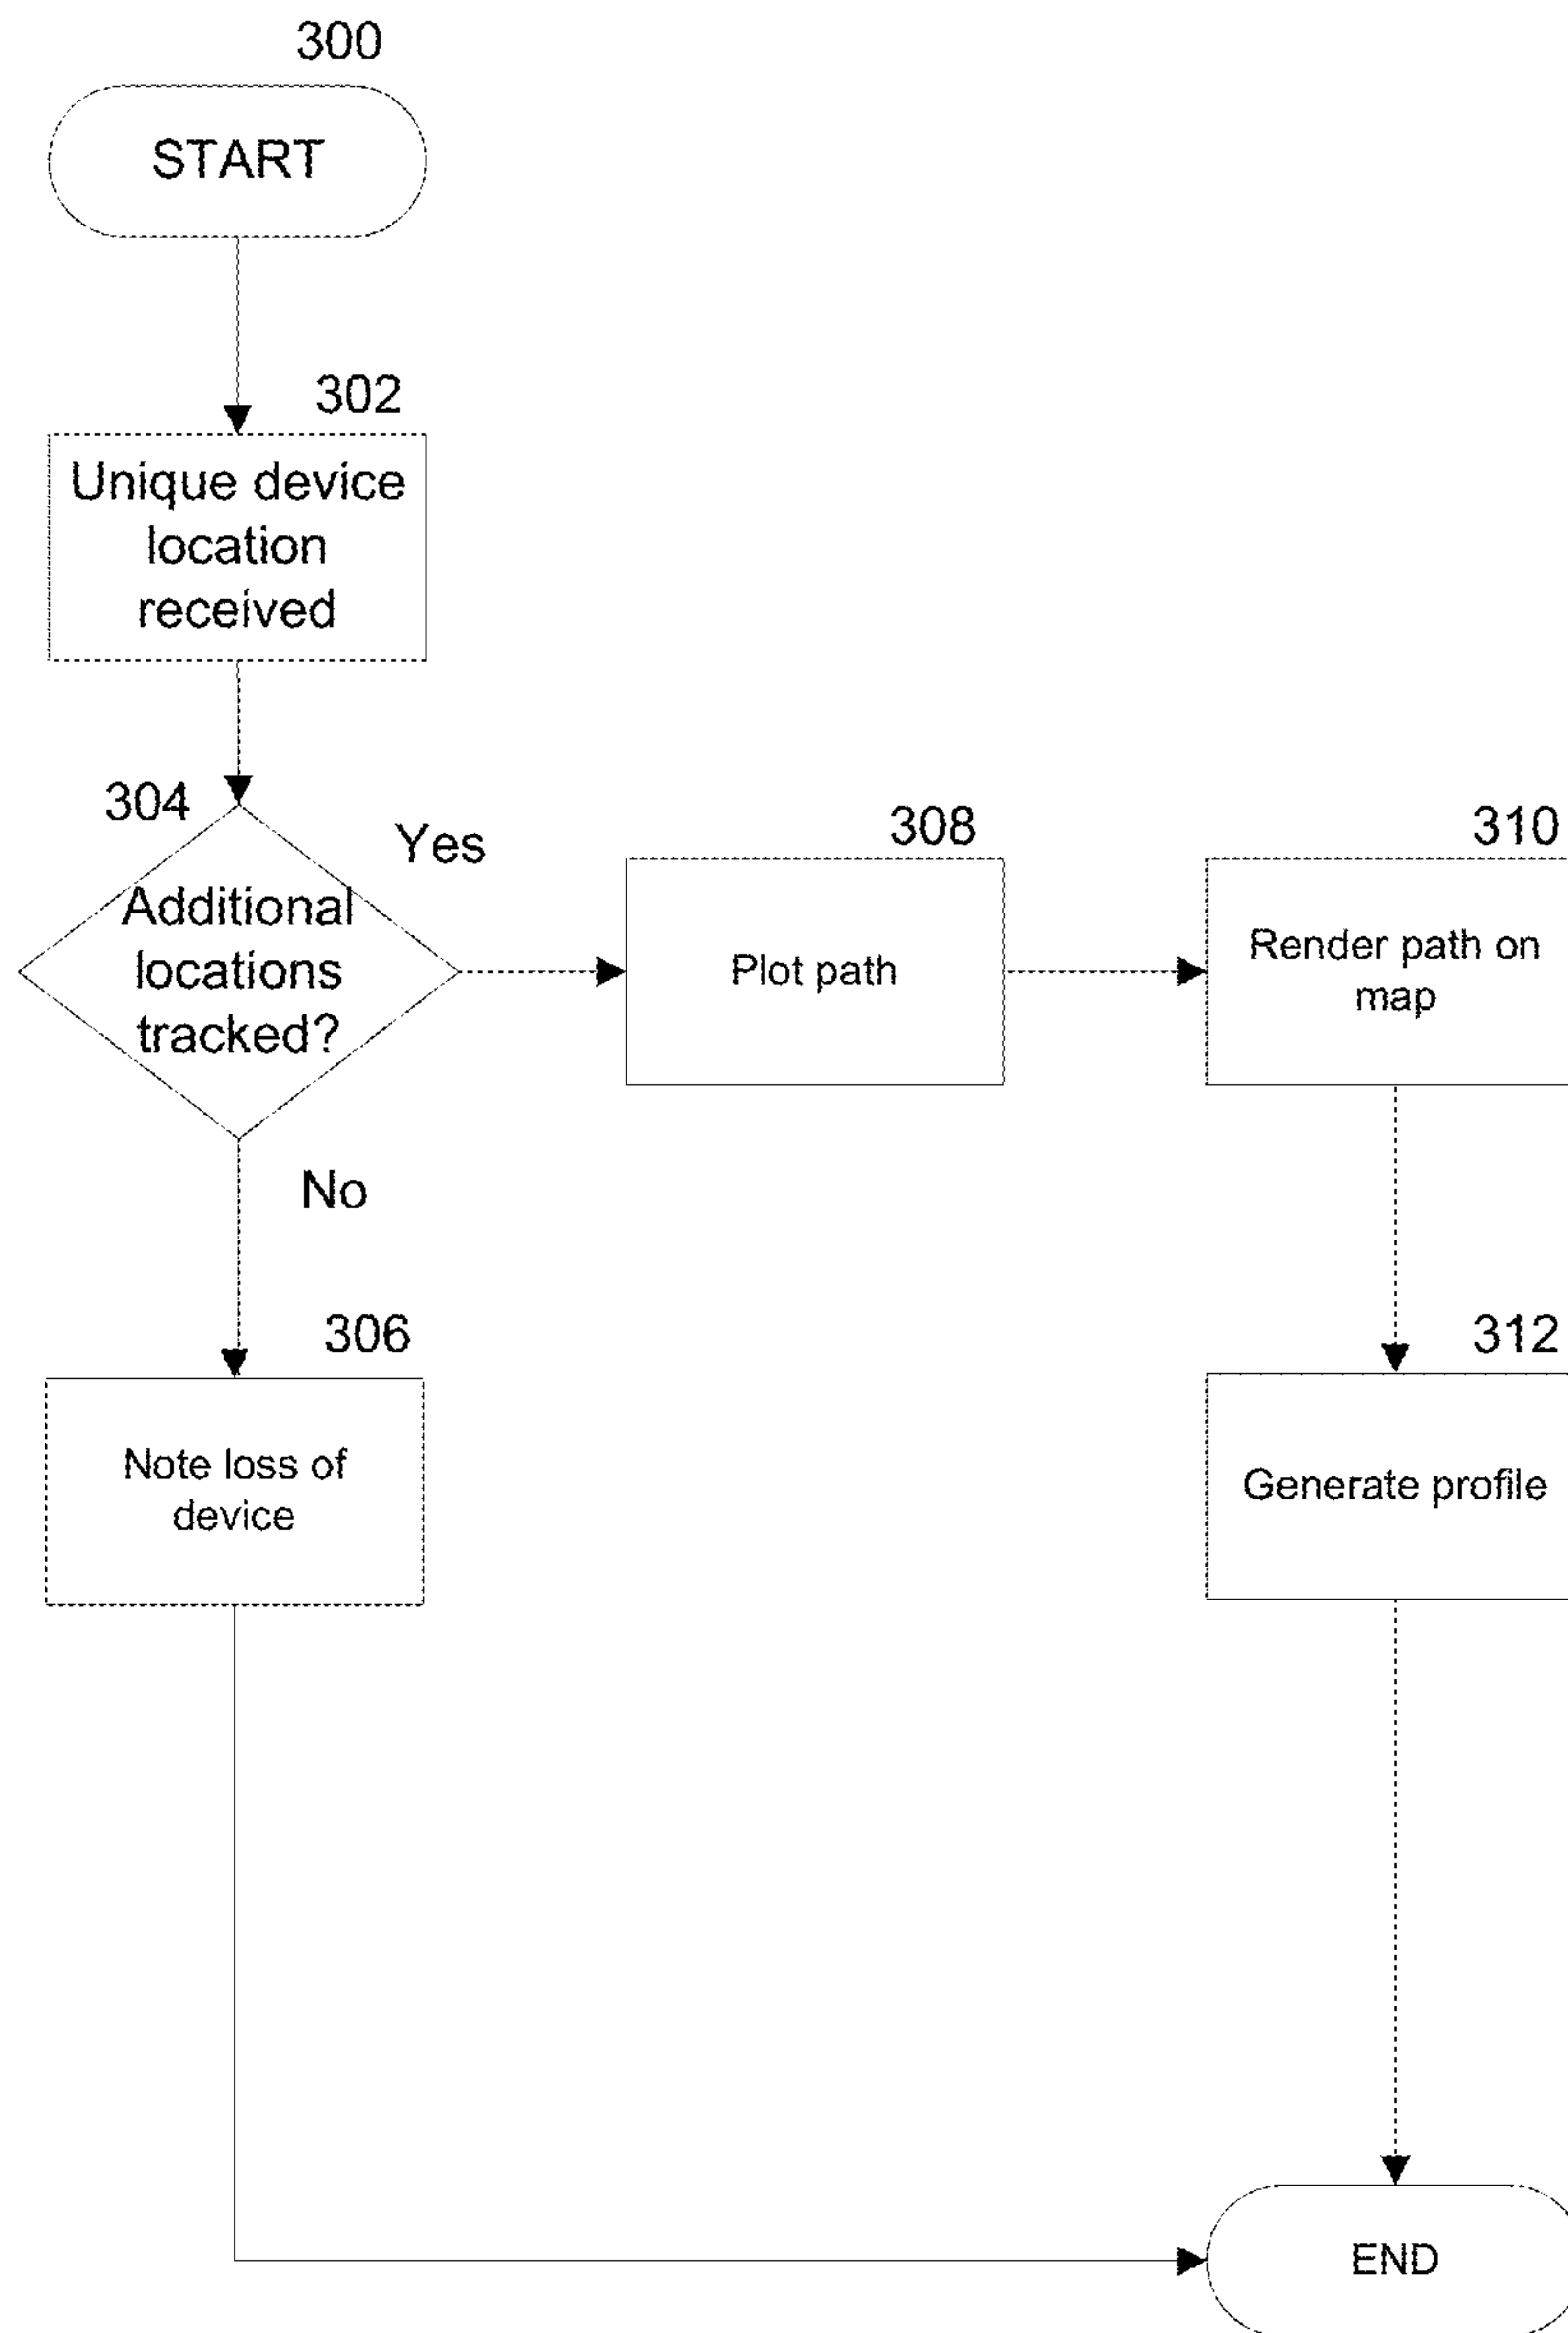 300
START
302
Unique device
location
received
304
Yes
Additional
locations
tracked?
308
Plot path
310
Render path on
map
No
306
Note loss of
device
312
Generate profile
END